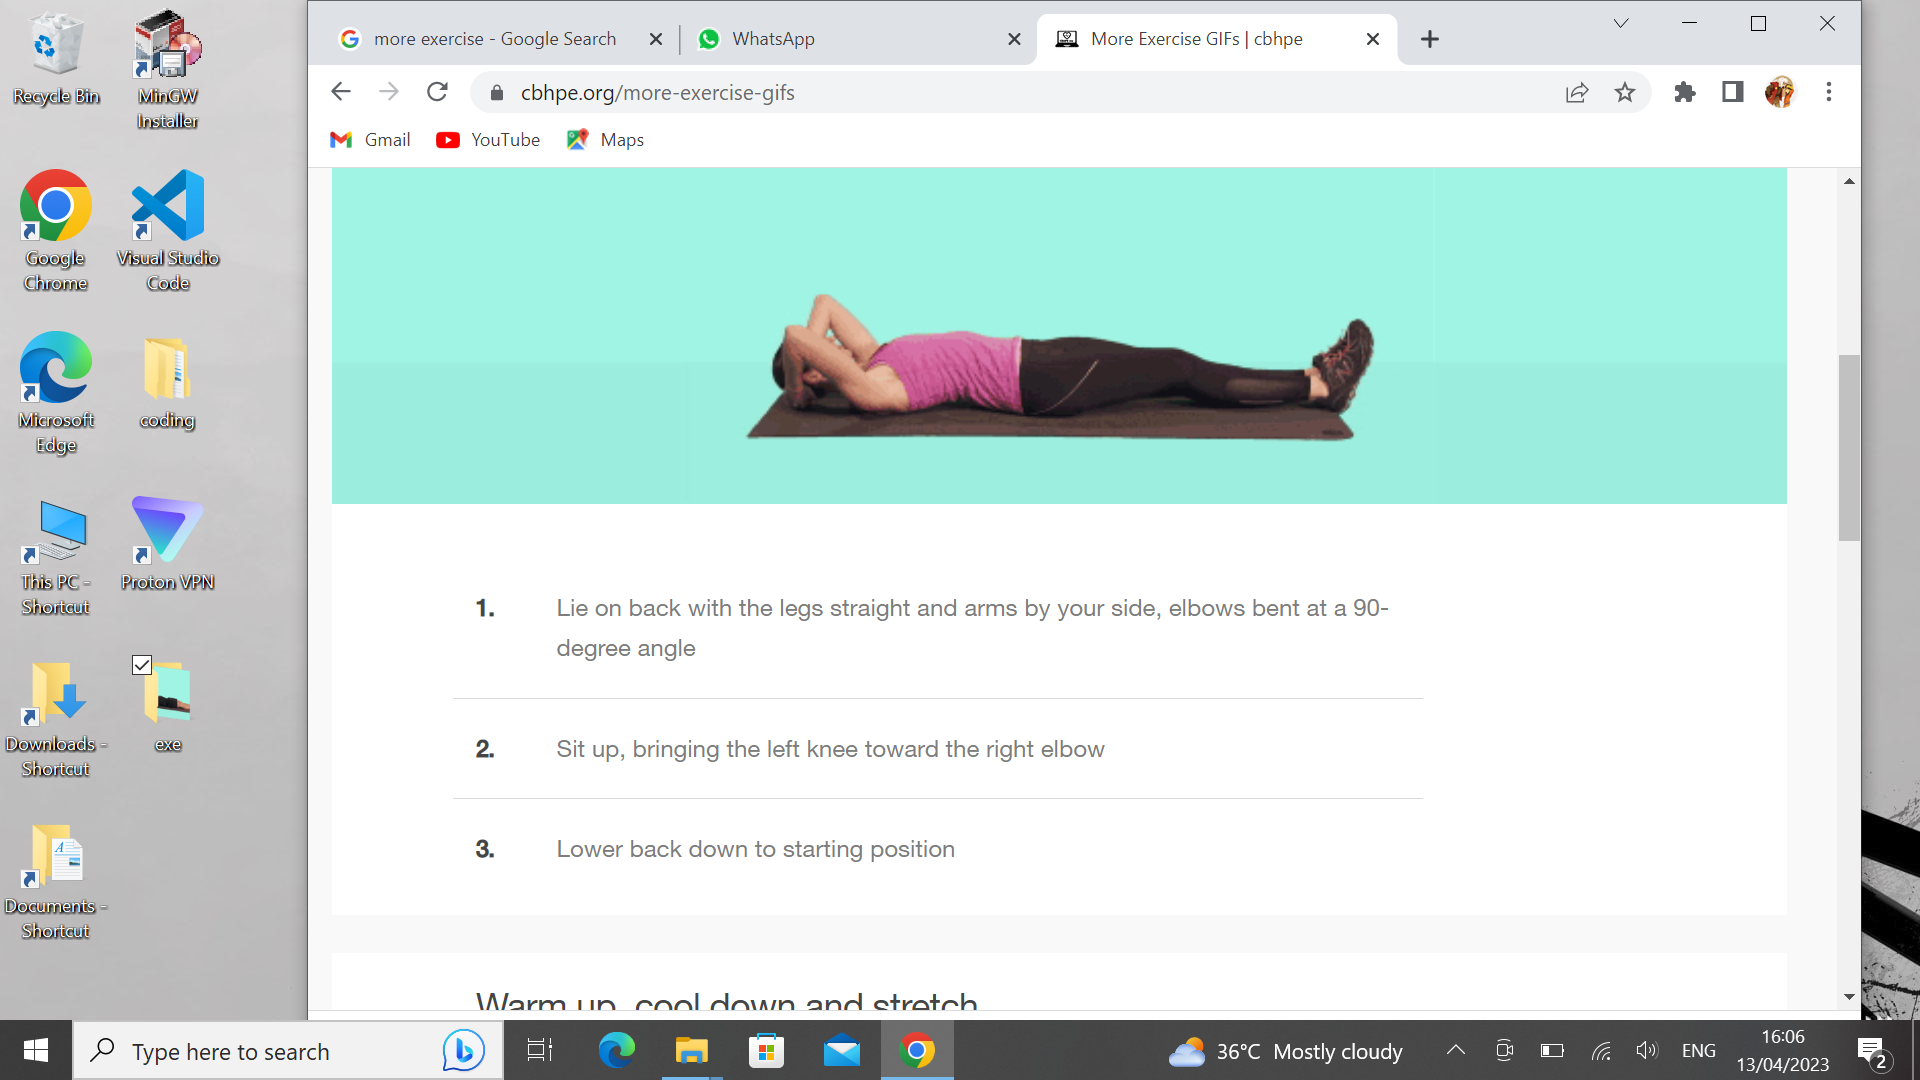 Recycle Bin
MinGW
Installer
Google
Chrome
Visual Studio
Code
Microsoft
Edge
coding
This PC -
Shortcut
Proton VPN
Downloads -
Shortcut
exe
Documents -
Shortcut
more exercise - Google Search
WhatsApp
More Exercise GIFs | cbhpe
cbhpe.org/more-exercise-gifs
Gmail
YouTube
Maps
1. Lie on back with the legs straight and arms by your side, elbows bent at a 90-
degree angle
2. Sit up, bringing the left knee toward the right elbow
3. Lower back down to starting position
Warm up, cool down and stretch
Type here to search
36°C Mostly cloudy
ENG
16:06
13/04/2023
2